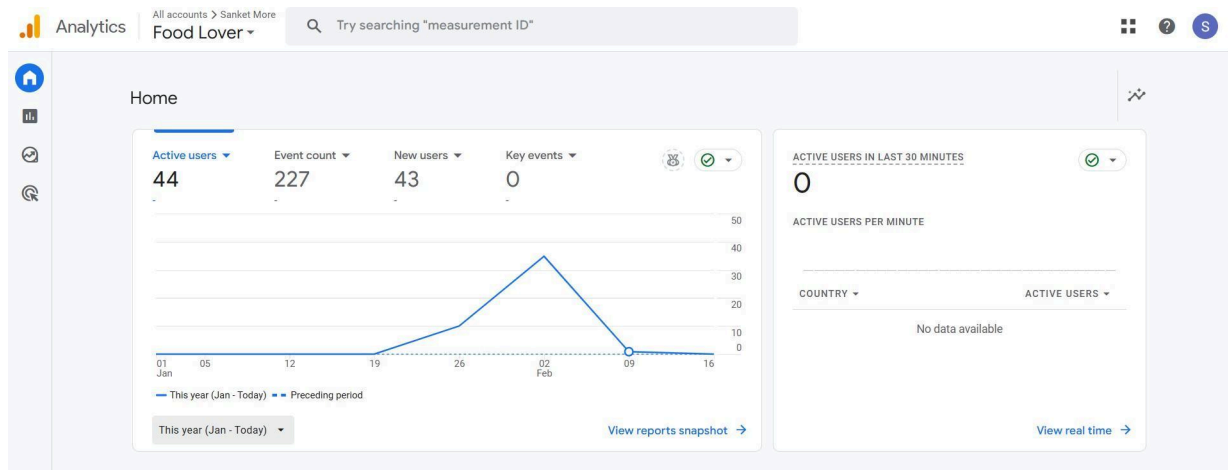 Analytics
All accounts > Sanket More
Food Lover
Try searching "measurement ID"
S
Home
Active users
44
-
Event count
227
-
New users
43
-
Key events
0
-
50
40
30
20
10
0
01 Jan
05
12
19
26
02 Feb
09
16
This year (Jan - Today)
Preceding period
This year (Jan - Today)
View reports snapshot
ACTIVE USERS IN LAST 30 MINUTES
0
ACTIVE USERS PER MINUTE
COUNTRY
ACTIVE USERS
No data available
View real time